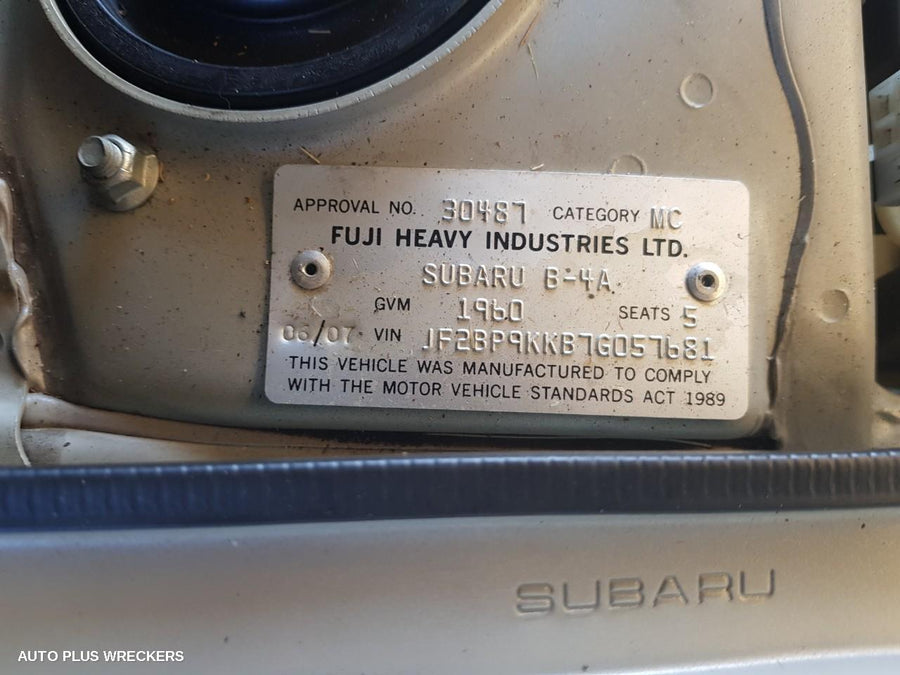 APPROVAL NO. 30487 CATEGORY MC
FUJI HEAVY INDUSTRIES LTD.
SUBARU B-4A
GVM 1960 SEATS 5
06/07 VIN JF2BP9KKB7G057681
THIS VEHICLE WAS MANUFACTURED TO COMPLY
WITH THE MOTOR VEHICLE STANDARDS ACT 1989
SUBARU
AUTO PLUS WRECKERS